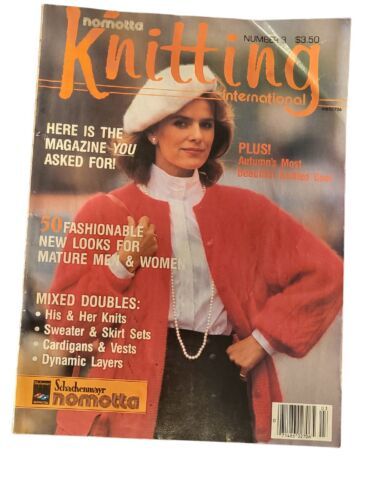 nomotta
Knitting
international
NUMBER 3 $3.50
HERE IS THE
MAGAZINE YOU
ASKED FOR!
PLUS!
Autumn's Most
Beautiful
50 FASHIONABLE
NEW LOOKS FOR
MATURE MEN & WOMEN
MIXED DOUBLES:
• His & Her Knits
• Sweater & Skirt Sets
• Cardigans & Vests
• Dynamic Layers
Schachenmayr
nomotta
03